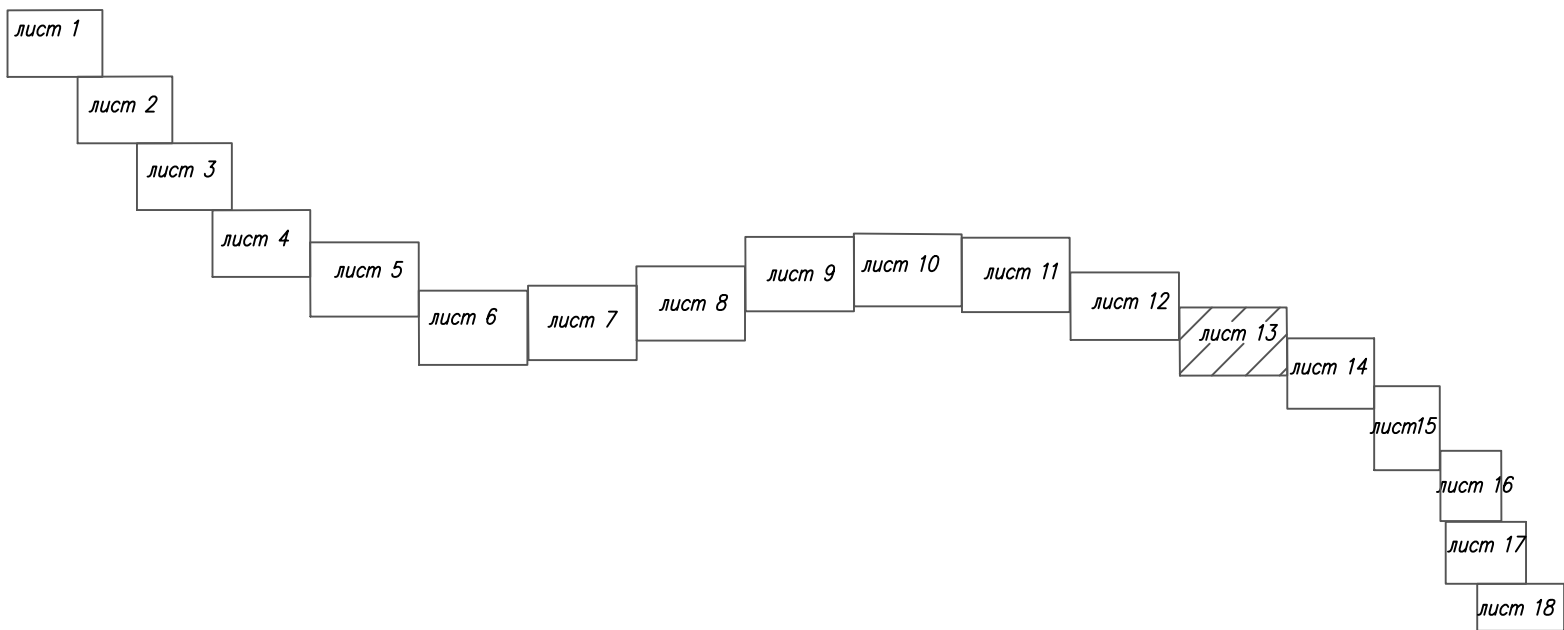 лист 1
лист 2
лист 3
лист 4
лист 5
лист 6
лист 7
лист 8
лист 9
лист 10
лист 11
лист 12
лист 13
лист 14
лист15
лист 16
лист 17
лист 18